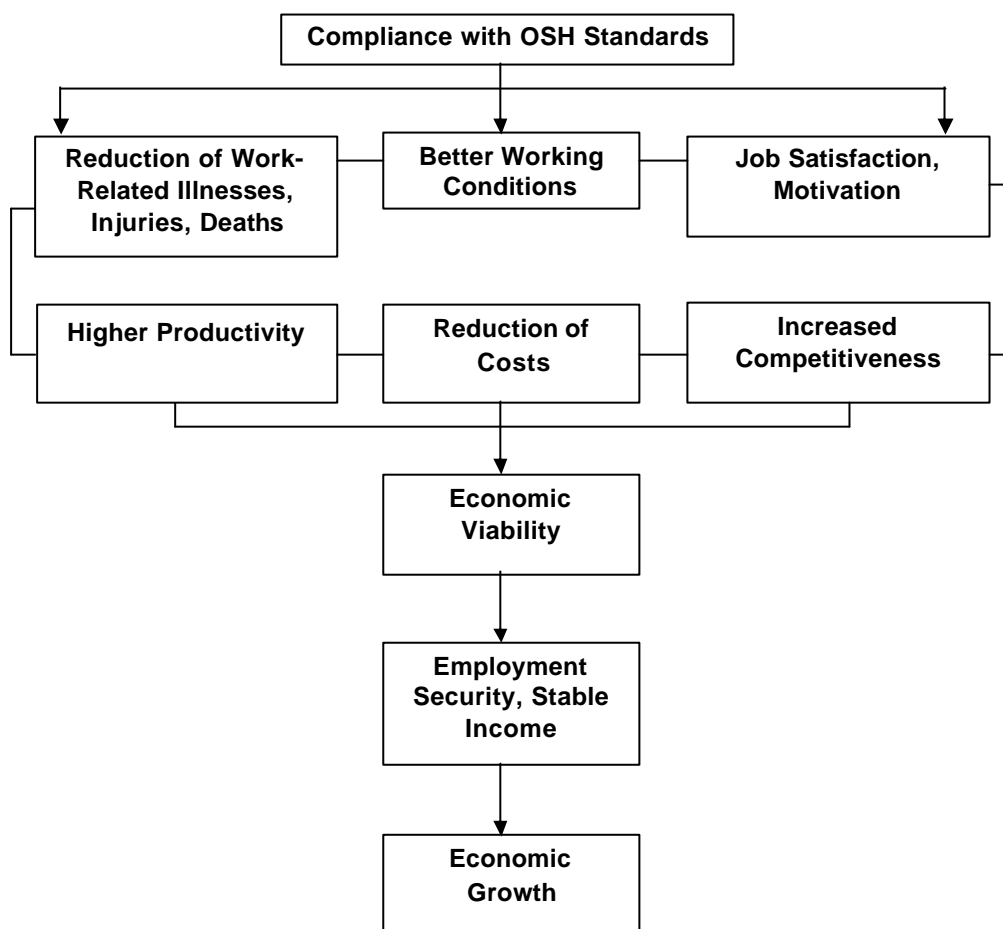 Compliance with OSH Standards
Reduction of Work-
Related Illnesses,
Injuries, Deaths
Better Working
Conditions
Job Satisfaction,
Motivation
Higher Productivity
Reduction of
Costs
Increased
Competitiveness
Economic
Viability
Employment
Security, Stable
Income
Economic
Growth